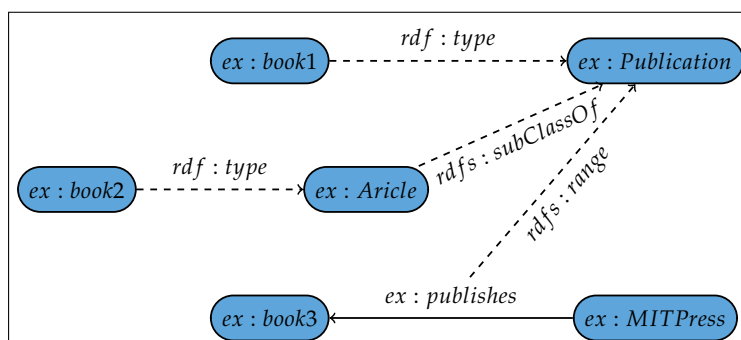 rdf : type
ex : book1
ex : Publication
rdfs : subClassOf
rdf : type
ex : book2
ex : Aricle
rdfs : range
ex : publishes
ex : book3
ex : MITPress